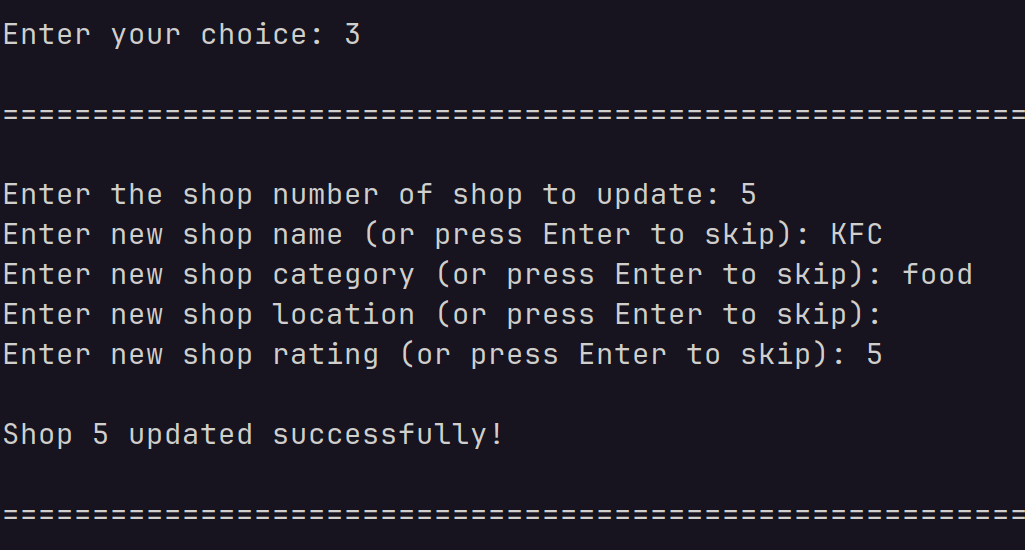 Enter your choice: 3
=========================================================
Enter the shop number of shop to update: 5
Enter new shop name (or press Enter to skip): KFC
Enter new shop category (or press Enter to skip): food
Enter new shop location (or press Enter to skip):
Enter new shop rating (or press Enter to skip): 5
Shop 5 updated successfully!
=========================================================